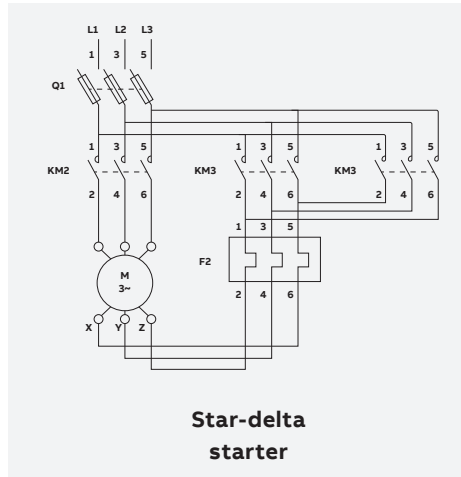 L1 L2 L3
1 3 5
Q1
1 3 5 1 3 5 1 3 5
KM2 KM3 KM3
2 4 6 2 4 6 2 4 6
1 3 5
F2
M
3~
2 4 6
X Y Z
Star-delta
starter